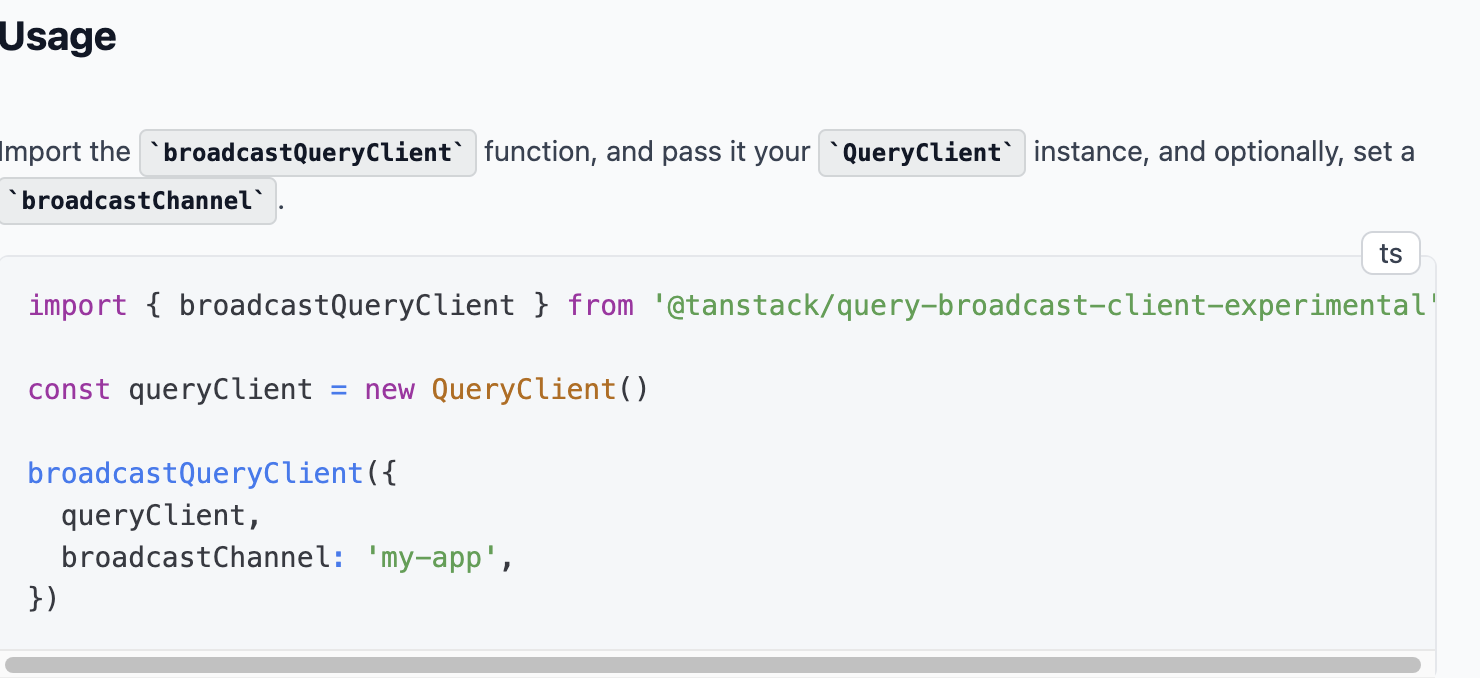 Usage
Import the `broadcastQueryClient` function, and pass it your `QueryClient` instance, and optionally, set a
`broadcastChannel`.
ts
import { broadcastQueryClient } from '@tanstack/query-broadcast-client-experimental'
const queryClient = new QueryClient()
broadcastQueryClient({
  queryClient,
  broadcastChannel: 'my-app',
})